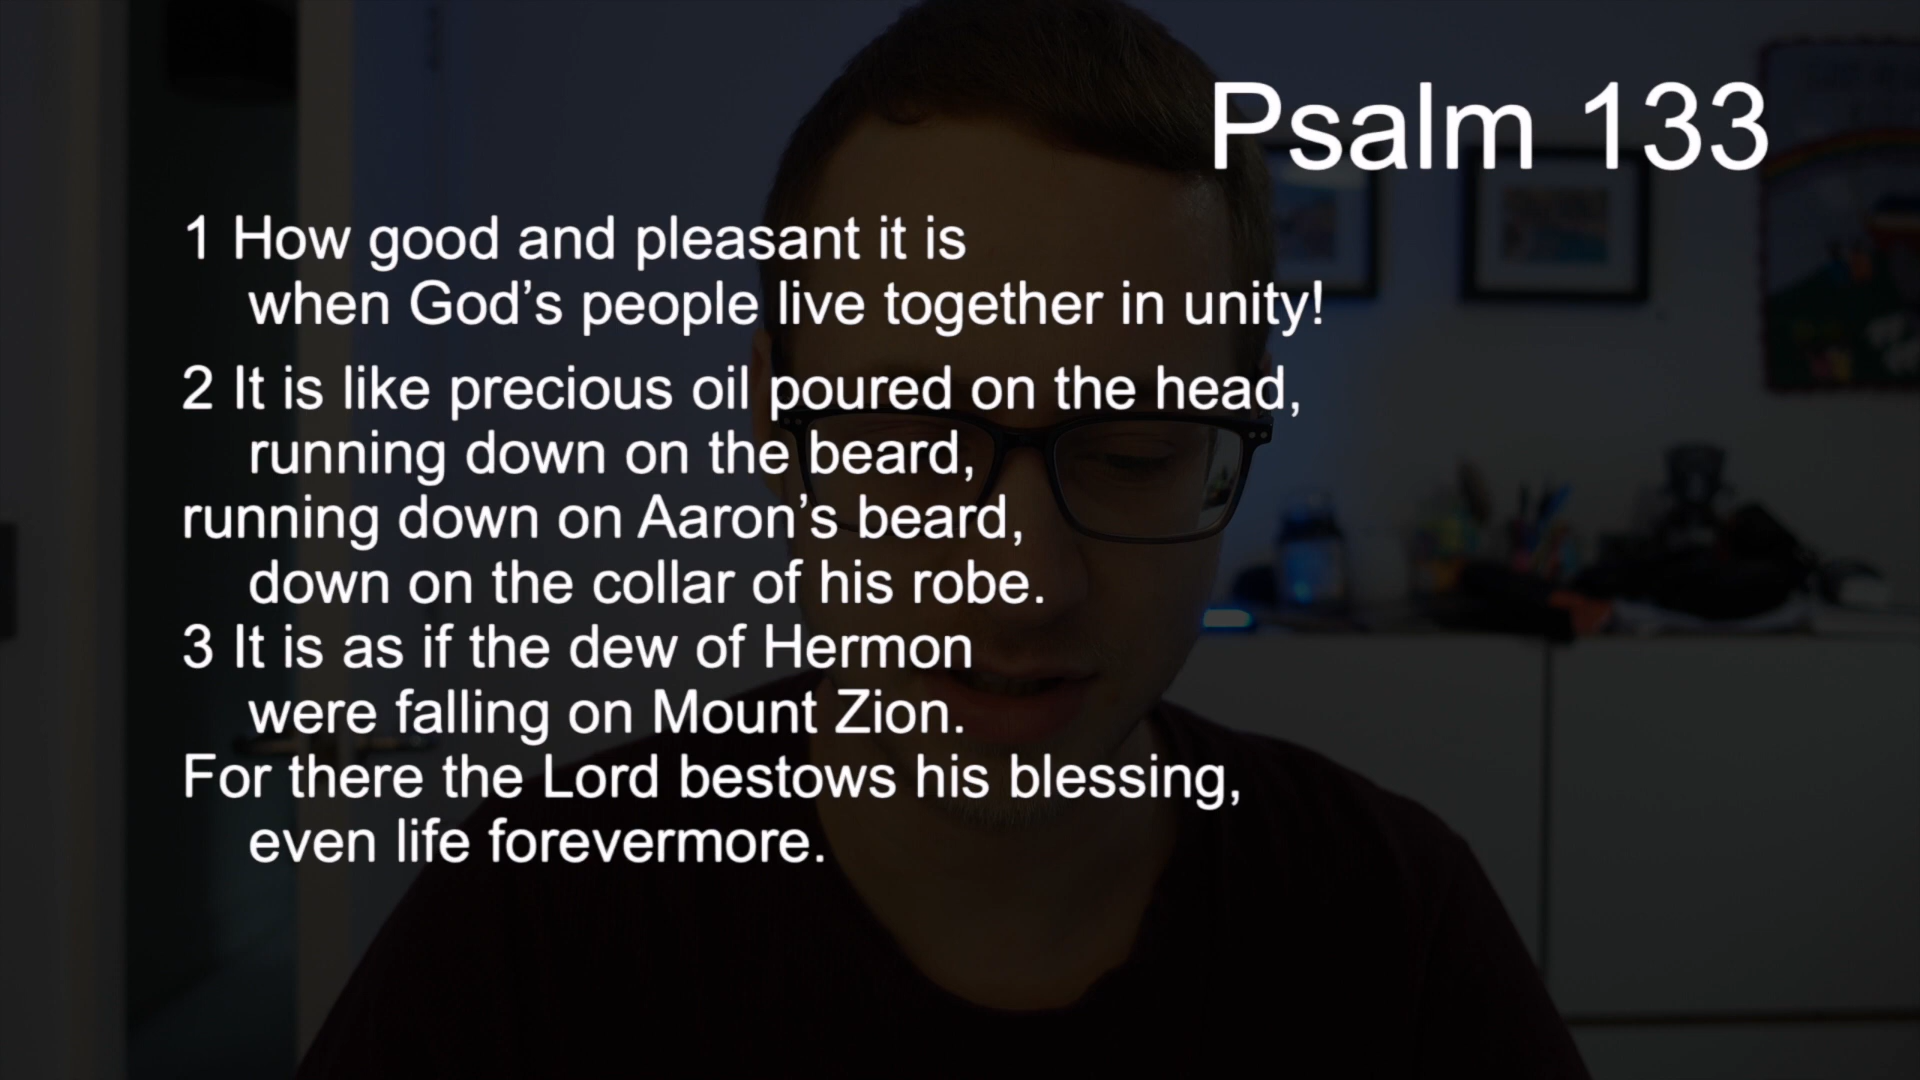 Psalm 133
1 How good and pleasant it is
when God’s people live together in unity!
2 It is like precious oil poured on the head,
running down on the beard,
running down on Aaron’s beard,
down on the collar of his robe.
3 It is as if the dew of Hermon
were falling on Mount Zion.
For there the Lord bestows his blessing,
even life forevermore.